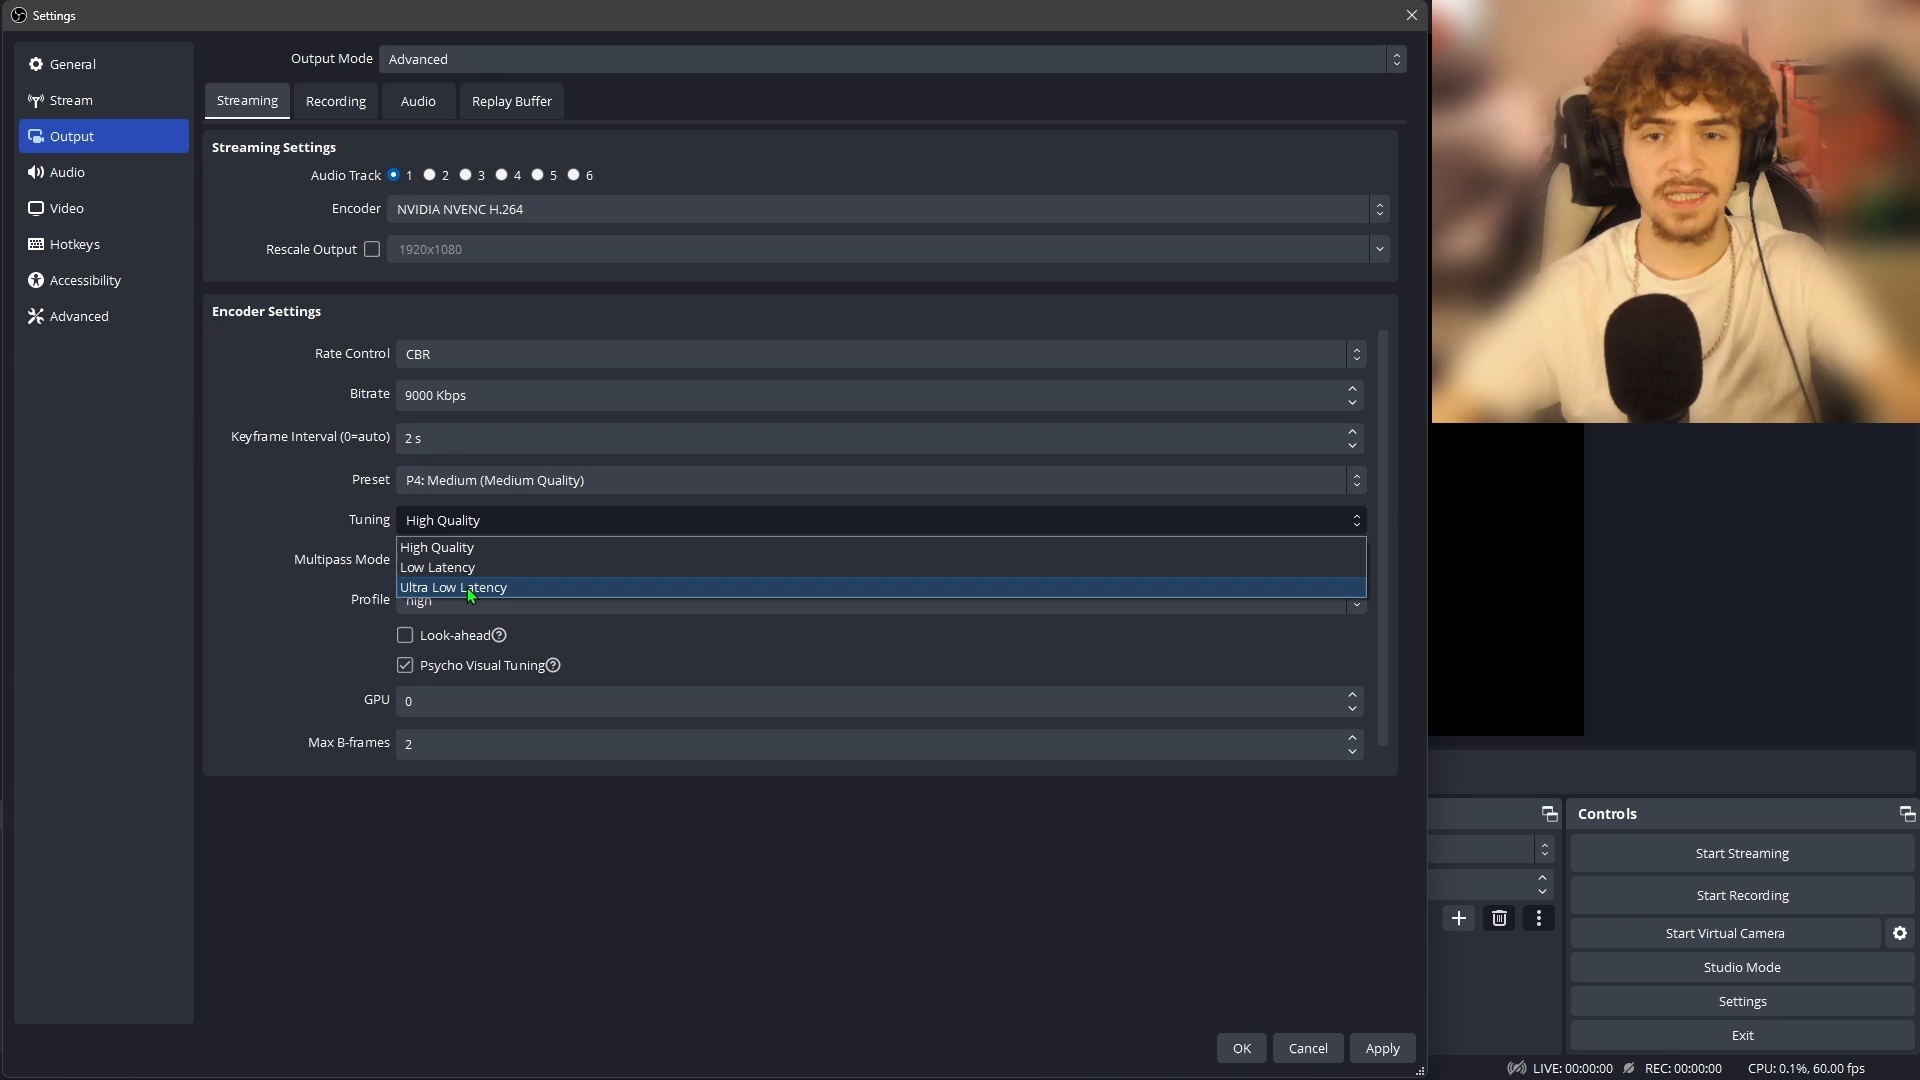 Settings
General
Stream
Output
Audio
Video
Hotkeys
Accessibility
Advanced
Output Mode Advanced
Streaming Recording Audio Replay Buffer
Streaming Settings
Audio Track 1 2 3 4 5 6
Encoder NVIDIA NVENC H.264
Rescale Output 1920x1080
Encoder Settings
Rate Control CBR
Bitrate 9000 Kbps
Keyframe Interval (0=auto) 2 s
Preset P4: Medium (Medium Quality)
Tuning High Quality
High Quality
Multipass Mode
Low Latency
Ultra Low Latency
Profile high
Look-ahead
Psycho Visual Tuning
GPU 0
Max B-frames 2
OK Cancel Apply
Controls
Start Streaming
Start Recording
Start Virtual Camera
Studio Mode
Settings
Exit
LIVE: 00:00:00 REC: 00:00:00 CPU: 0.1%, 60.00 fps